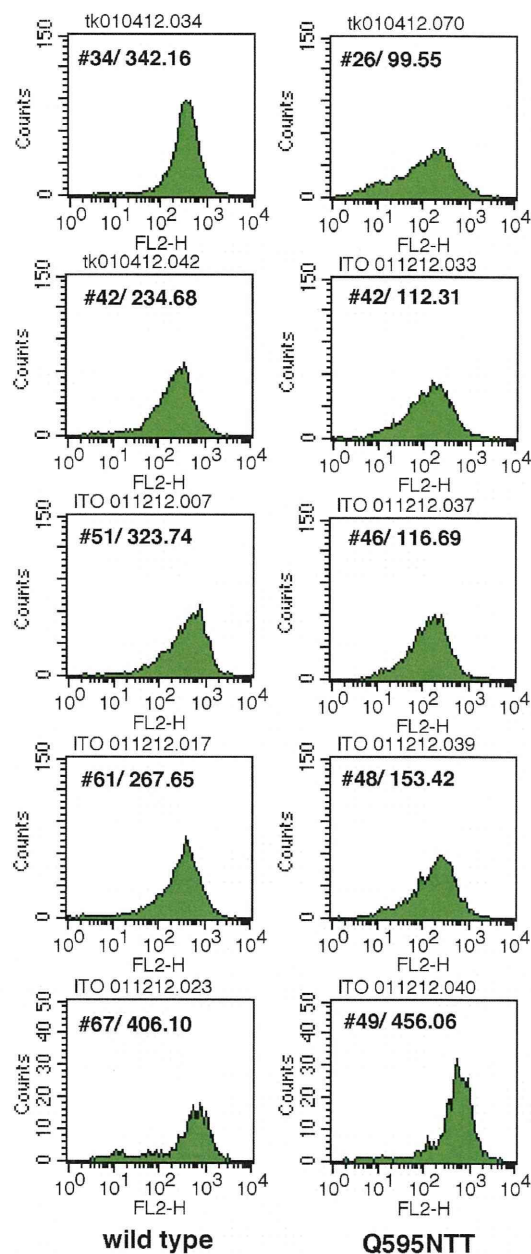 tk010412.034
150
Counts
0
#34/ 342.16
10^0 10^1 10^2 10^3 10^4
FL2-H
tk010412.070
150
Counts
0
#26/ 99.55
10^0 10^1 10^2 10^3 10^4
FL2-H
tk010412.042
150
Counts
0
#42/ 234.68
10^0 10^1 10^2 10^3 10^4
FL2-H
ITO 011212.033
150
Counts
0
#42/ 112.31
10^0 10^1 10^2 10^3 10^4
FL2-H
ITO 011212.007
150
Counts
0
#51/ 323.74
10^0 10^1 10^2 10^3 10^4
FL2-H
ITO 011212.037
150
Counts
0
#46/ 116.69
10^0 10^1 10^2 10^3 10^4
FL2-H
ITO 011212.017
150
Counts
0
#61/ 267.65
10^0 10^1 10^2 10^3 10^4
FL2-H
ITO 011212.039
150
Counts
0
#48/ 153.42
10^0 10^1 10^2 10^3 10^4
FL2-H
ITO 011212.023
50
40
30
20
10
0
Counts
#67/ 406.10
10^0 10^1 10^2 10^3 10^4
FL2-H
ITO 011212.040
50
40
30
20
10
0
Counts
#49/ 456.06
10^0 10^1 10^2 10^3 10^4
FL2-H
wild type
Q595NTT